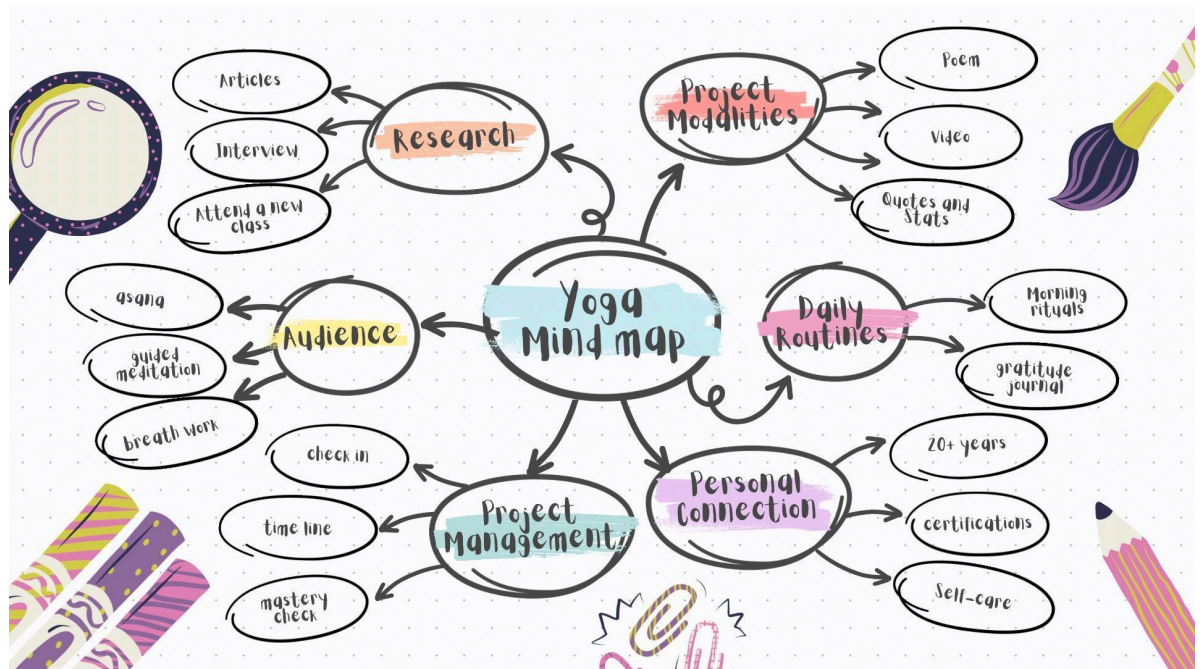 Yoga
Mind map
Research
Articles
Interview
Attend a new
class
Project
Modalities
Poem
Video
Quotes and
Stats
Audience
asana
guided
meditation
breath work
Daily
Routines
Morning
rituals
gratitude
journal
Project
Management
check in
time line
mastery
check
Personal
Connection
20+ years
certifications
Self-care